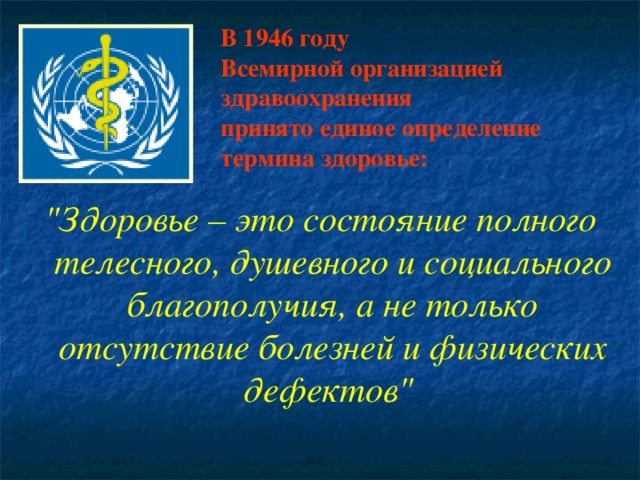 В 1946 году
Всемирной организацией
здравоохранения
принято единое определение
термина здоровье:
"Здоровье – это состояние полного
телесного, душевного и социального
благополучия, а не только
отсутствие болезней и физических
дефектов"